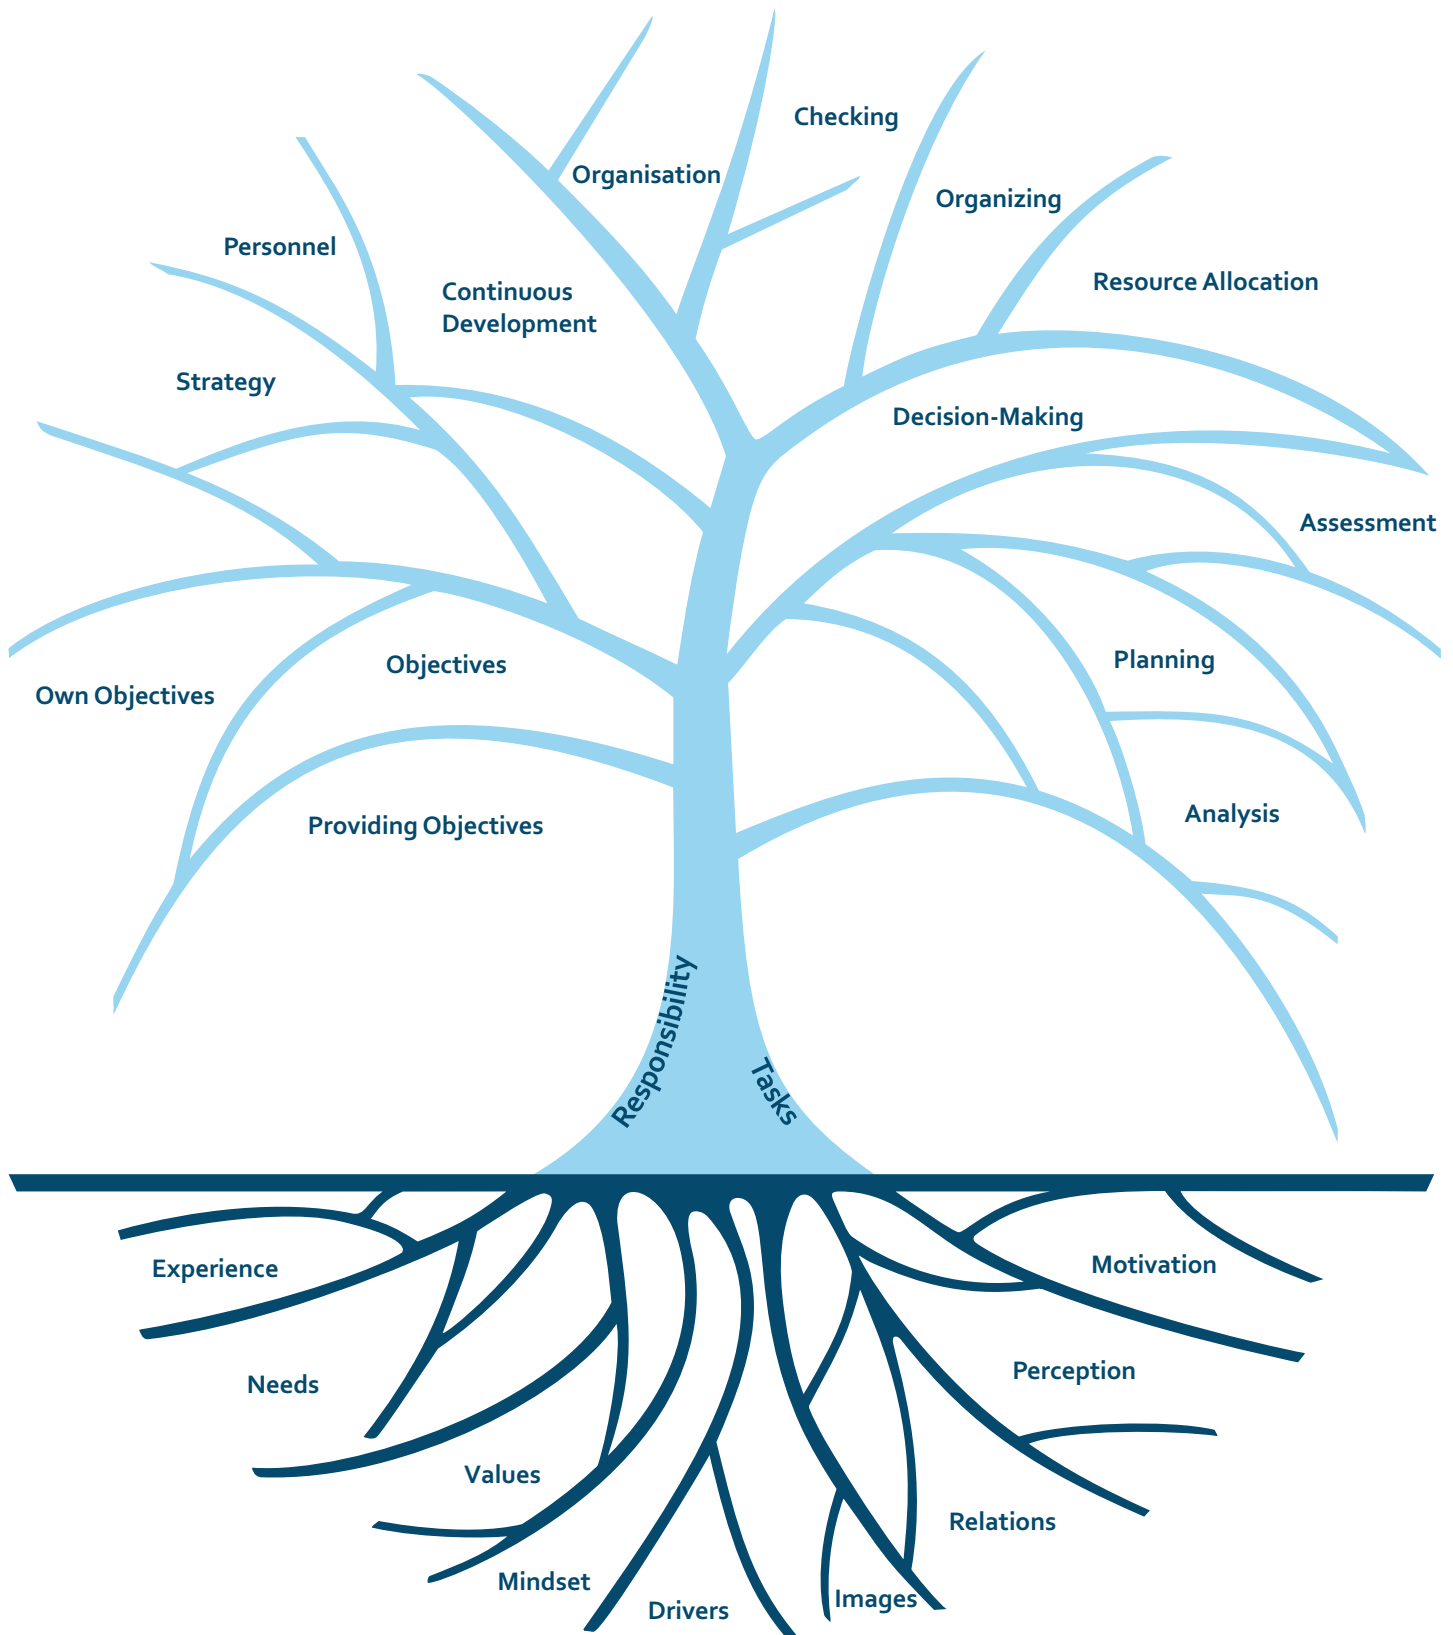 Checking
Organisation
Organizing
Personnel
Resource Allocation
Continuous
Development
Strategy
Decision-Making
Assessment
Planning
Objectives
Own Objectives
Analysis
Providing Objectives
Responsibility
Tasks
Experience
Motivation
Perception
Needs
Values
Relations
Mindset
Images
Drivers